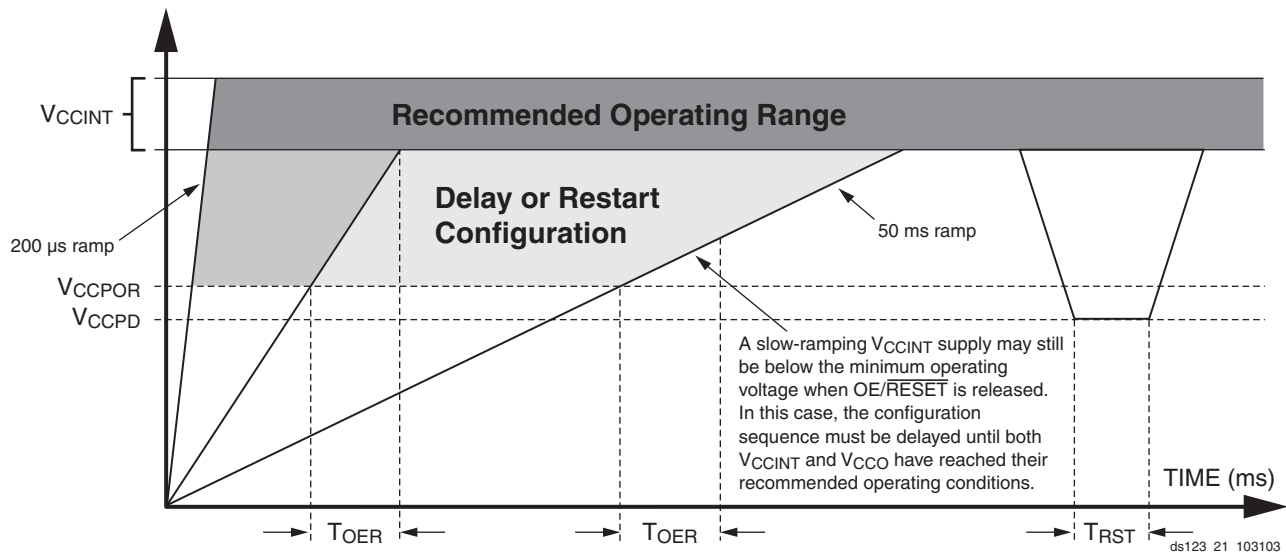 VCCINT
Recommended Operating Range
Delay or Restart
Configuration
200 µs ramp
50 ms ramp
VCCPOR
VCCPD
A slow-ramping VCCINT supply may still
be below the minimum operating
voltage when OE/RESET is released.
In this case, the configuration
sequence must be delayed until both
VCCINT and VCCO have reached their
recommended operating conditions.
TIME (ms)
TOER
TOER
TRST
ds123_21_103103